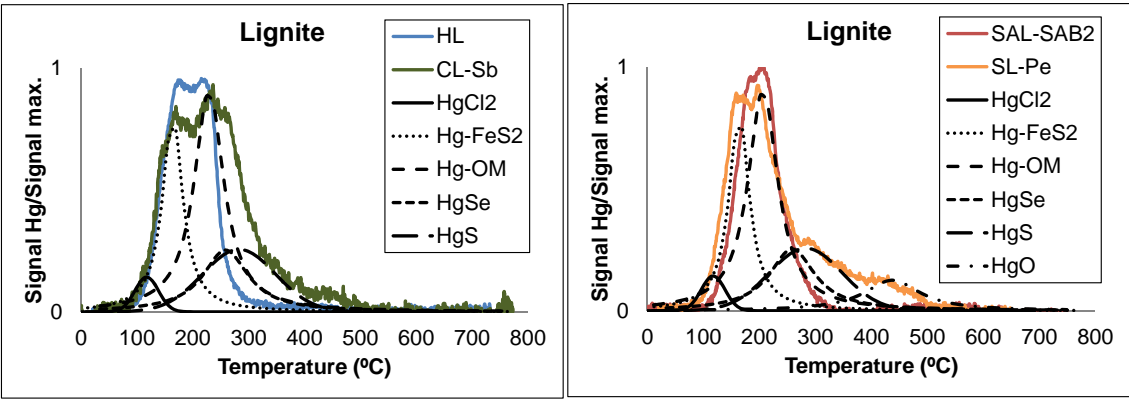 Lignite
HL
CL-Sb
HgCl2
Hg-FeS2
Hg-OM
HgSe
HgS
Signal Hg/Signal max.
1
0
0 100 200 300 400 500 600 700 800
Temperature (ºC)
Lignite
SAL-SAB2
SL-Pe
HgCl2
Hg-FeS2
Hg-OM
HgSe
HgS
HgO
Signal Hg/Signal max.
1
0
0 100 200 300 400 500 600 700 800
Temperature (ºC)